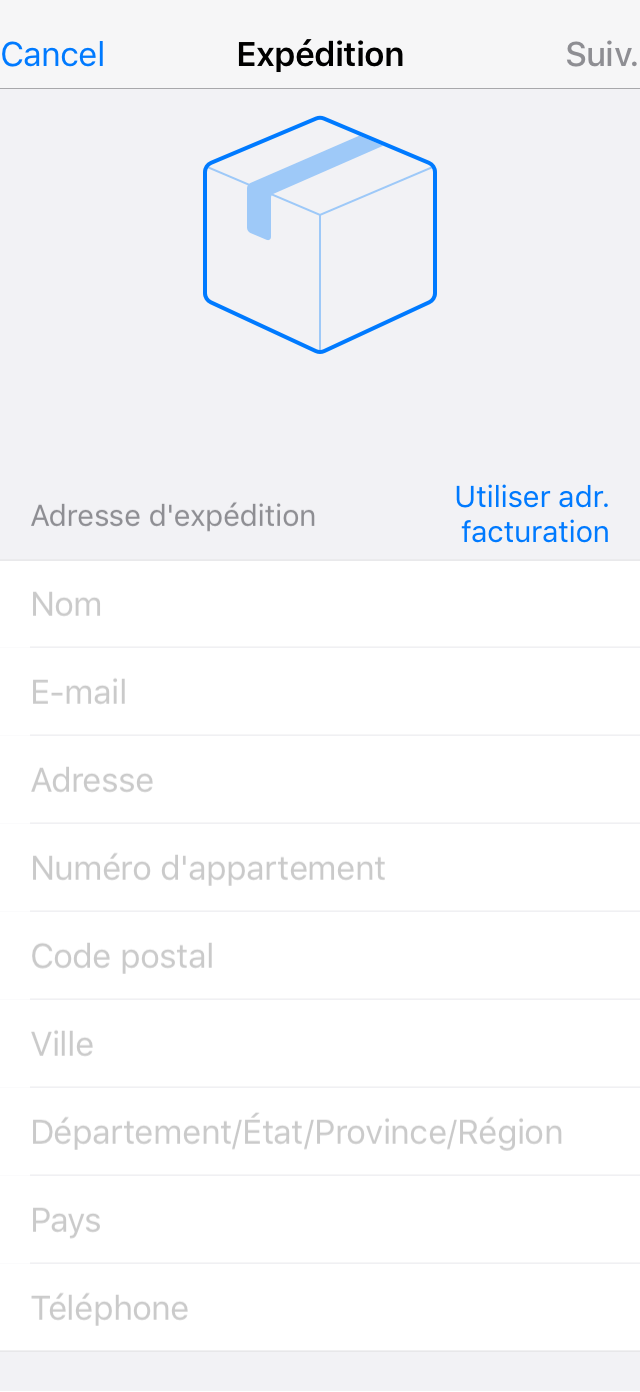 Cancel Expédition Suiv.
Adresse d'expédition
Utiliser adr.
facturation
Nom
E-mail
Adresse
Numéro d'appartement
Code postal
Ville
Département/État/Province/Région
Pays
Téléphone